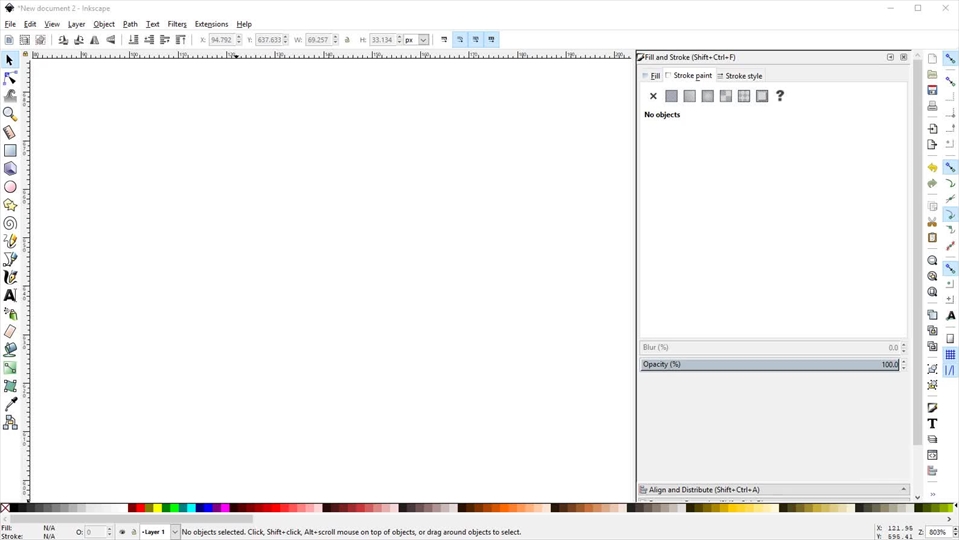 *New document 2 - Inkscape
File Edit View Layer Object Path Text Filters Extensions Help
X: 94.792 Y: 637.633 W: 69.257 H: 33.134 px
Fill and Stroke (Shift+Ctrl+F)
Fill Stroke paint Stroke style
?
No objects
Blur (%) 0.0
Opacity (%) 100.0
Align and Distribute (Shift+Ctrl+A)
Fill: N/A
Stroke: N/A
O: 0
Layer 1
No objects selected. Click, Shift+click, Alt+scroll mouse on top of objects, or drag around objects to select.
X: 121.96
Y: 596.41
Z: 803%